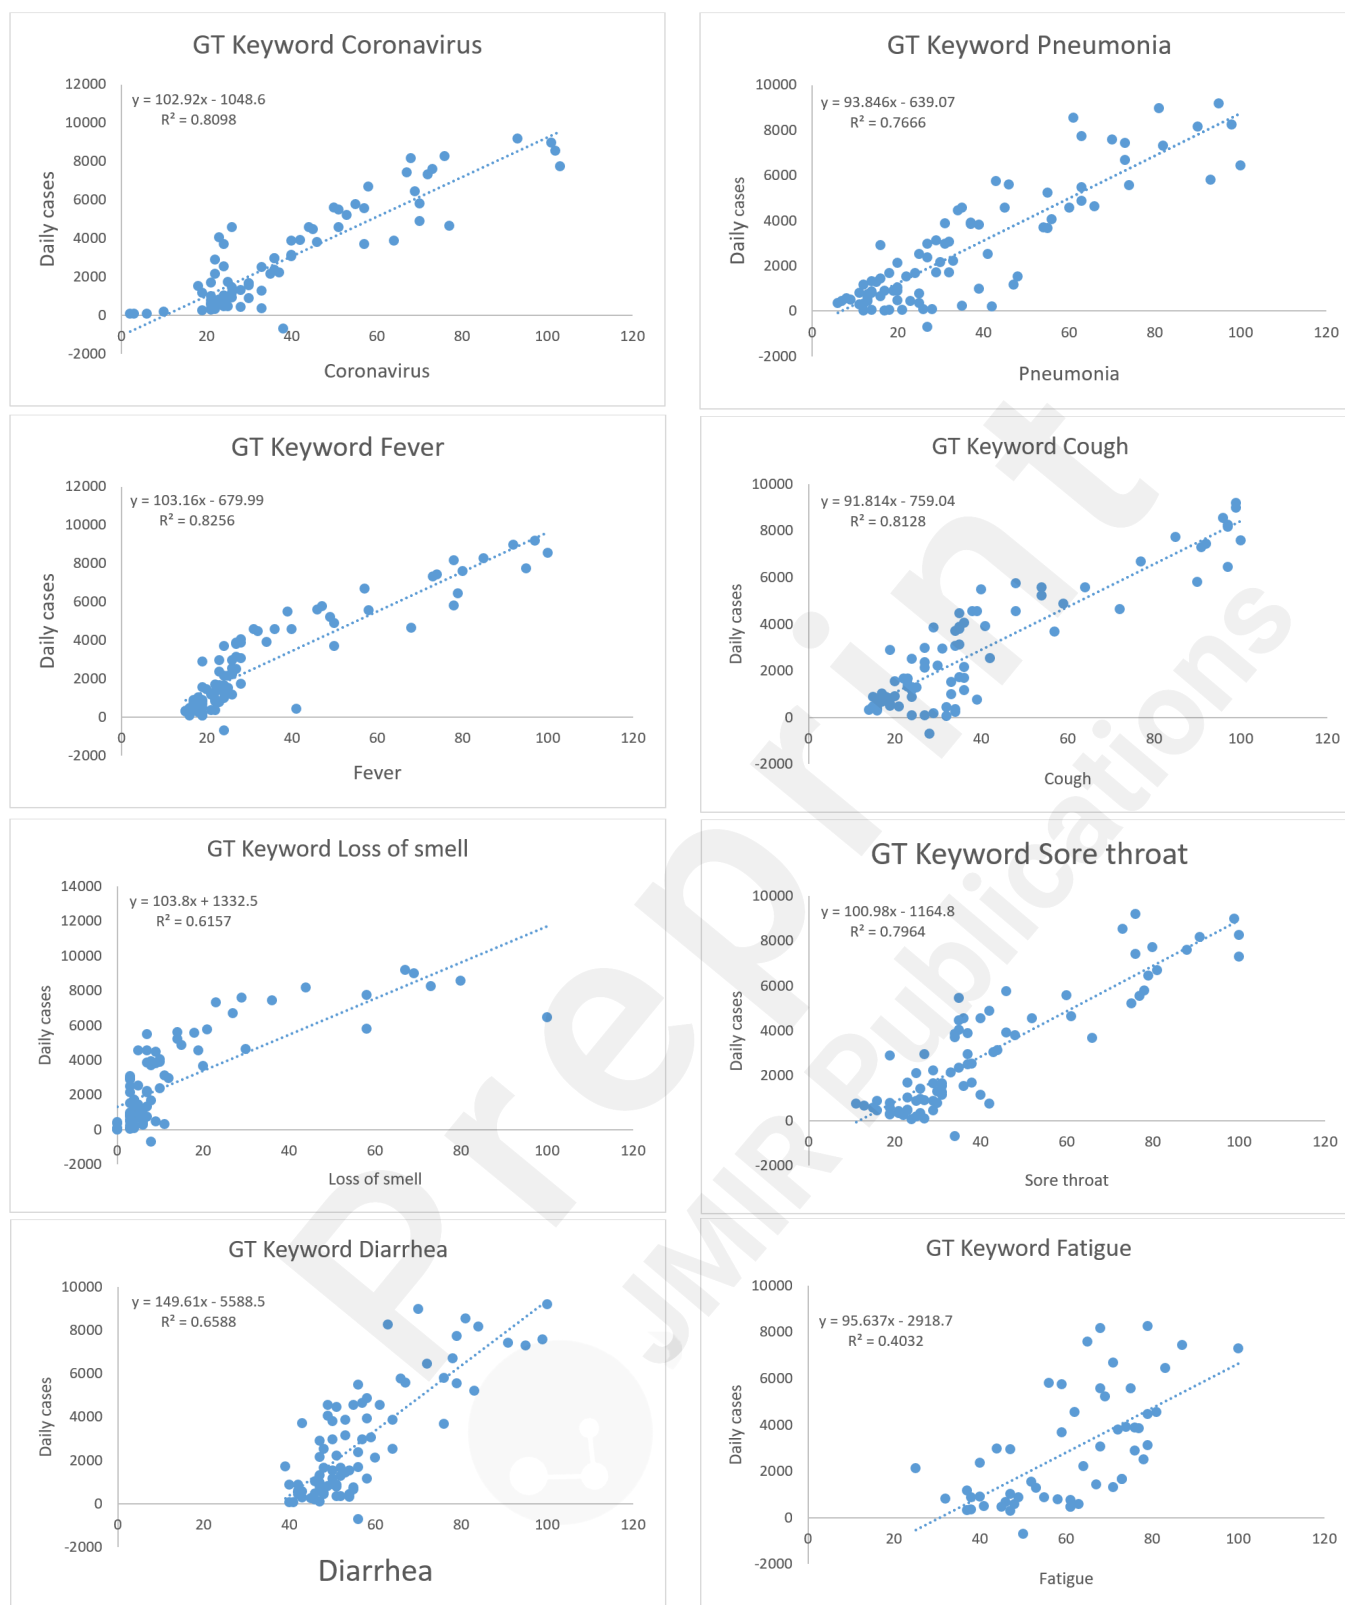 GT Keyword Coronavirus
y = 102.92x - 1048.6
R² = 0.8098
12000
10000
8000
6000
4000
2000
0
-2000
Daily cases
0 20 40 60 80 100 120
Coronavirus
GT Keyword Pneumonia
y = 93.846x - 639.07
R² = 0.7666
10000
8000
6000
4000
2000
0
-2000
Daily cases
0 20 40 60 80 100 120
Pneumonia
GT Keyword Fever
y = 103.16x - 679.99
R² = 0.8256
12000
10000
8000
6000
4000
2000
0
-2000
Daily cases
0 20 40 60 80 100 120
Fever
GT Keyword Cough
y = 91.814x - 759.04
R² = 0.8128
10000
8000
6000
4000
2000
0
-2000
Daily cases
0 20 40 60 80 100 120
Cough
GT Keyword Loss of smell
y = 103.8x + 1332.5
R² = 0.6157
14000
12000
10000
8000
6000
4000
2000
0
-2000
Daily cases
0 20 40 60 80 100 120
Loss of smell
GT Keyword Sore throat
y = 100.98x - 1164.8
R² = 0.7964
10000
8000
6000
4000
2000
0
-2000
Daily cases
0 20 40 60 80 100 120
Sore throat
GT Keyword Diarrhea
y = 149.61x - 5588.5
R² = 0.6588
10000
8000
6000
4000
2000
0
-2000
Daily cases
0 20 40 60 80 100 120
Diarrhea
GT Keyword Fatigue
y = 95.637x - 2918.7
R² = 0.4032
10000
8000
6000
4000
2000
0
-2000
Daily cases
0 20 40 60 80 100 120
Fatigue
Preprint
JMIR Publications